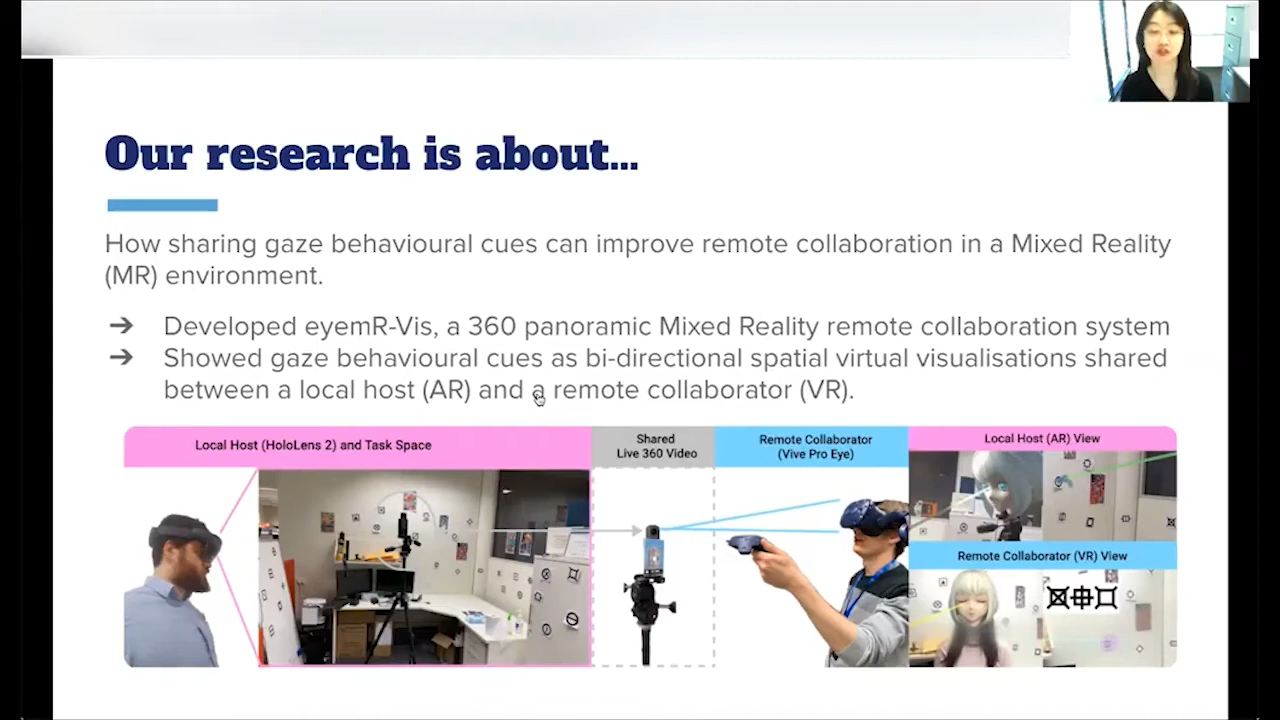 Our research is about...
How sharing gaze behavioural cues can improve remote collaboration in a Mixed Reality
(MR) environment.
➔ Developed eyemR-Vis, a 360 panoramic Mixed Reality remote collaboration system
➔ Showed gaze behavioural cues as bi-directional spatial virtual visualisations shared
between a local host (AR) and a remote collaborator (VR).
Local Host (HoloLens 2) and Task Space
Shared
Live 360 Video
Remote Collaborator
(Vive Pro Eye)
Local Host (AR) View
Remote Collaborator (VR) View